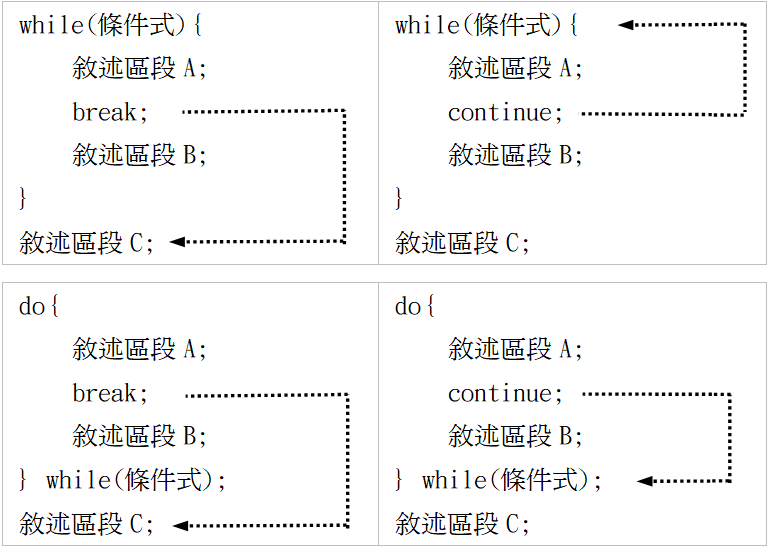 while(條件式){
敘述區段 A;
break;
敘述區段 B;
}
敘述區段 C;
while(條件式){
敘述區段 A;
continue;
敘述區段 B;
}
敘述區段 C;
do{
敘述區段 A;
break;
敘述區段 B;
} while(條件式);
敘述區段 C;
do{
敘述區段 A;
continue;
敘述區段 B;
} while(條件式);
敘述區段 C;